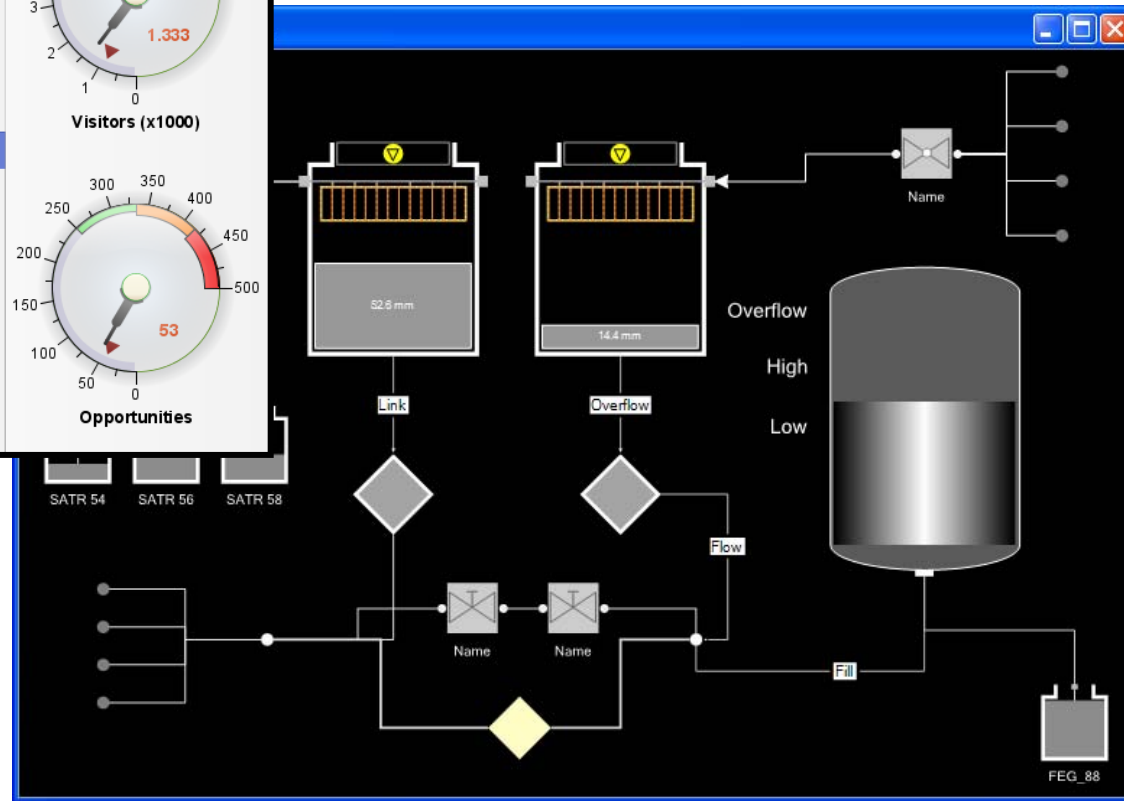 3
2
1
0
1.333
Visitors (x1000)
300
350
400
250
450
200
500
150
53
100
50
0
Opportunities
52.6 mm
14.4 mm
Name
Overflow
High
Low
Link
Overflow
SATR 54
SATR 56
SATR 58
Flow
Name
Name
Fill
FEG_88